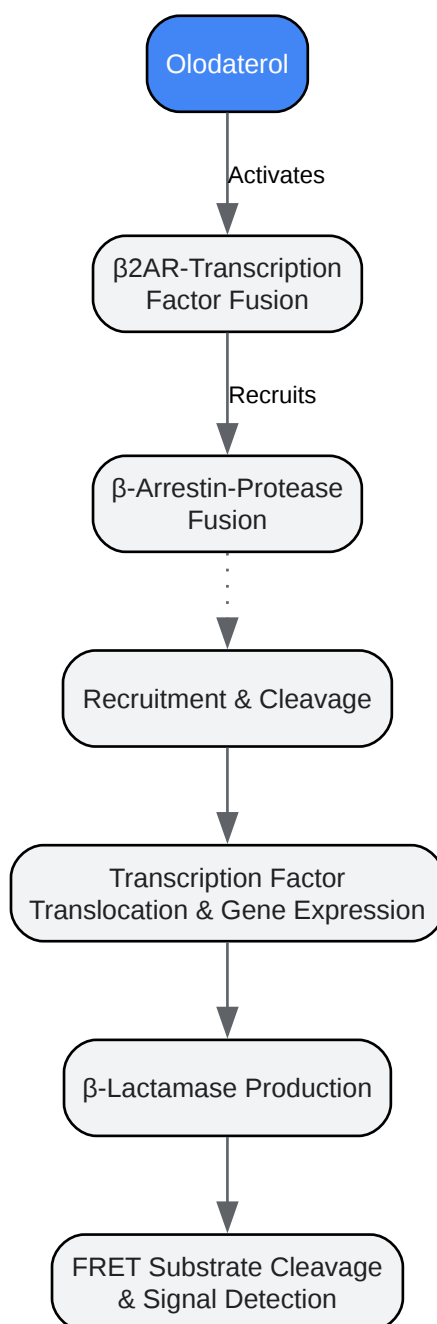 Olodaterol
Activates
β2AR-Transcription
Factor Fusion
Recruits
β-Arrestin-Protease
Fusion
Recruitment & Cleavage
Transcription Factor
Translocation & Gene Expression
β-Lactamase Production
FRET Substrate Cleavage
& Signal Detection